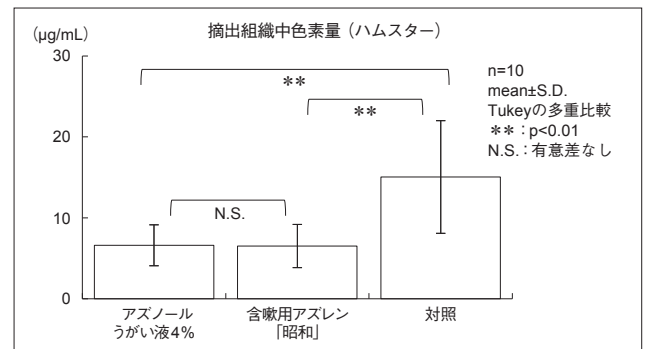 摘出組織中色素量（ハムスター）
(μg/mL)
30
20
10
0
**
**
N.S.
n=10
mean±S.D.
Tukeyの多重比較
**：p<0.01
N.S.：有意差なし
アズノール
うがい液4%
含嗽用アズレン
「昭和」
対照